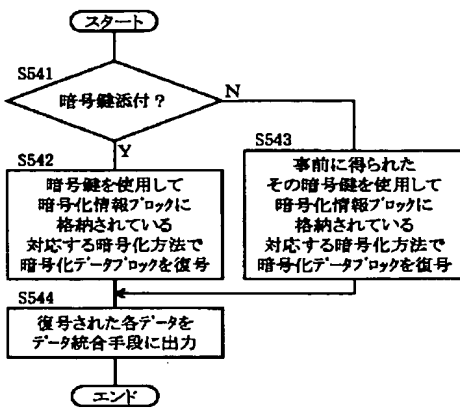 スタート
S541
暗号鍵添付？
N
Y
S542
暗号鍵を使用して
暗号化情報ブロックに
格納されている
対応する暗号化方法で
暗号化データブロックを復号
S543
事前に得られた
その暗号鍵を使用して
暗号化情報ブロックに
格納されている
対応する暗号化方法で
暗号化データブロックを復号
S544
復号された各データを
データ統合手段に出力
エンド